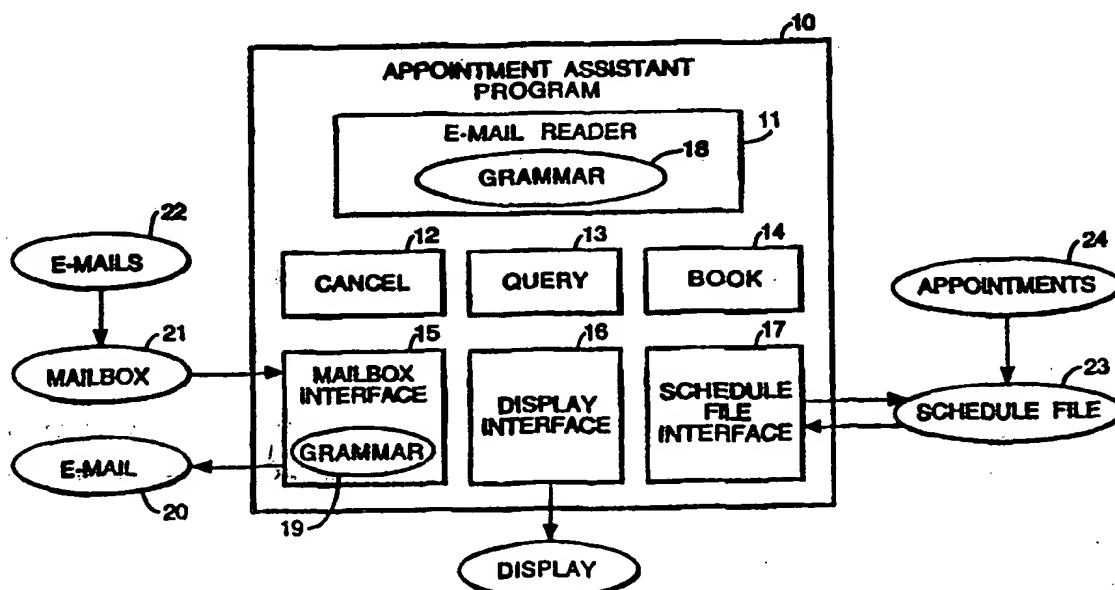 10
APPOINTMENT ASSISTANT
PROGRAM
11
E-MAIL READER
18
GRAMMAR
22
E-MAILS
12
CANCEL
13
QUERY
14
BOOK
24
APPOINTMENTS
21
MAILBOX
15
MAILBOX
INTERFACE
GRAMMAR
19
16
DISPLAY
INTERFACE
17
SCHEDULE
FILE
INTERFACE
23
SCHEDULE FILE
E-MAIL
20
DISPLAY